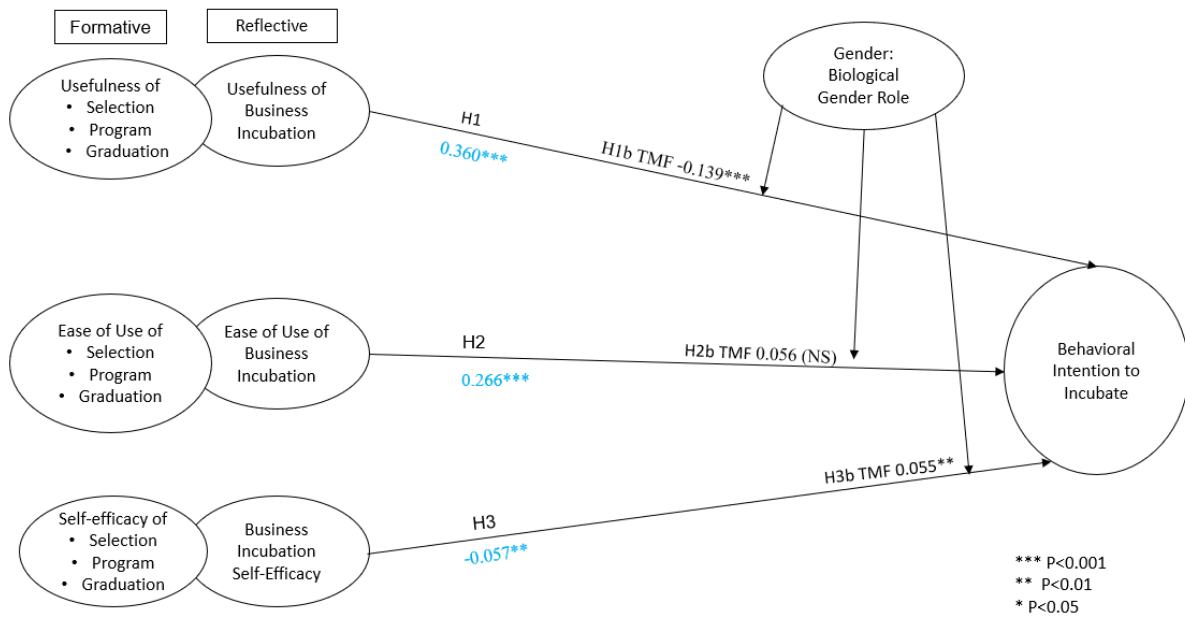 Formative
Reflective
Usefulness of
• Selection
• Program
• Graduation
Usefulness of
Business
Incubation
Gender:
Biological
Gender Role
H1
0.360***
H1b TMF -0.139***
Ease of Use of
• Selection
• Program
• Graduation
Ease of Use of
Business
Incubation
H2
0.266***
H2b TMF 0.056 (NS)
Behavioral
Intention to
Incubate
Self-efficacy of
• Selection
• Program
• Graduation
Business
Incubation
Self-Efficacy
H3
-0.057**
H3b TMF 0.055**
*** P<0.001
** P<0.01
* P<0.05